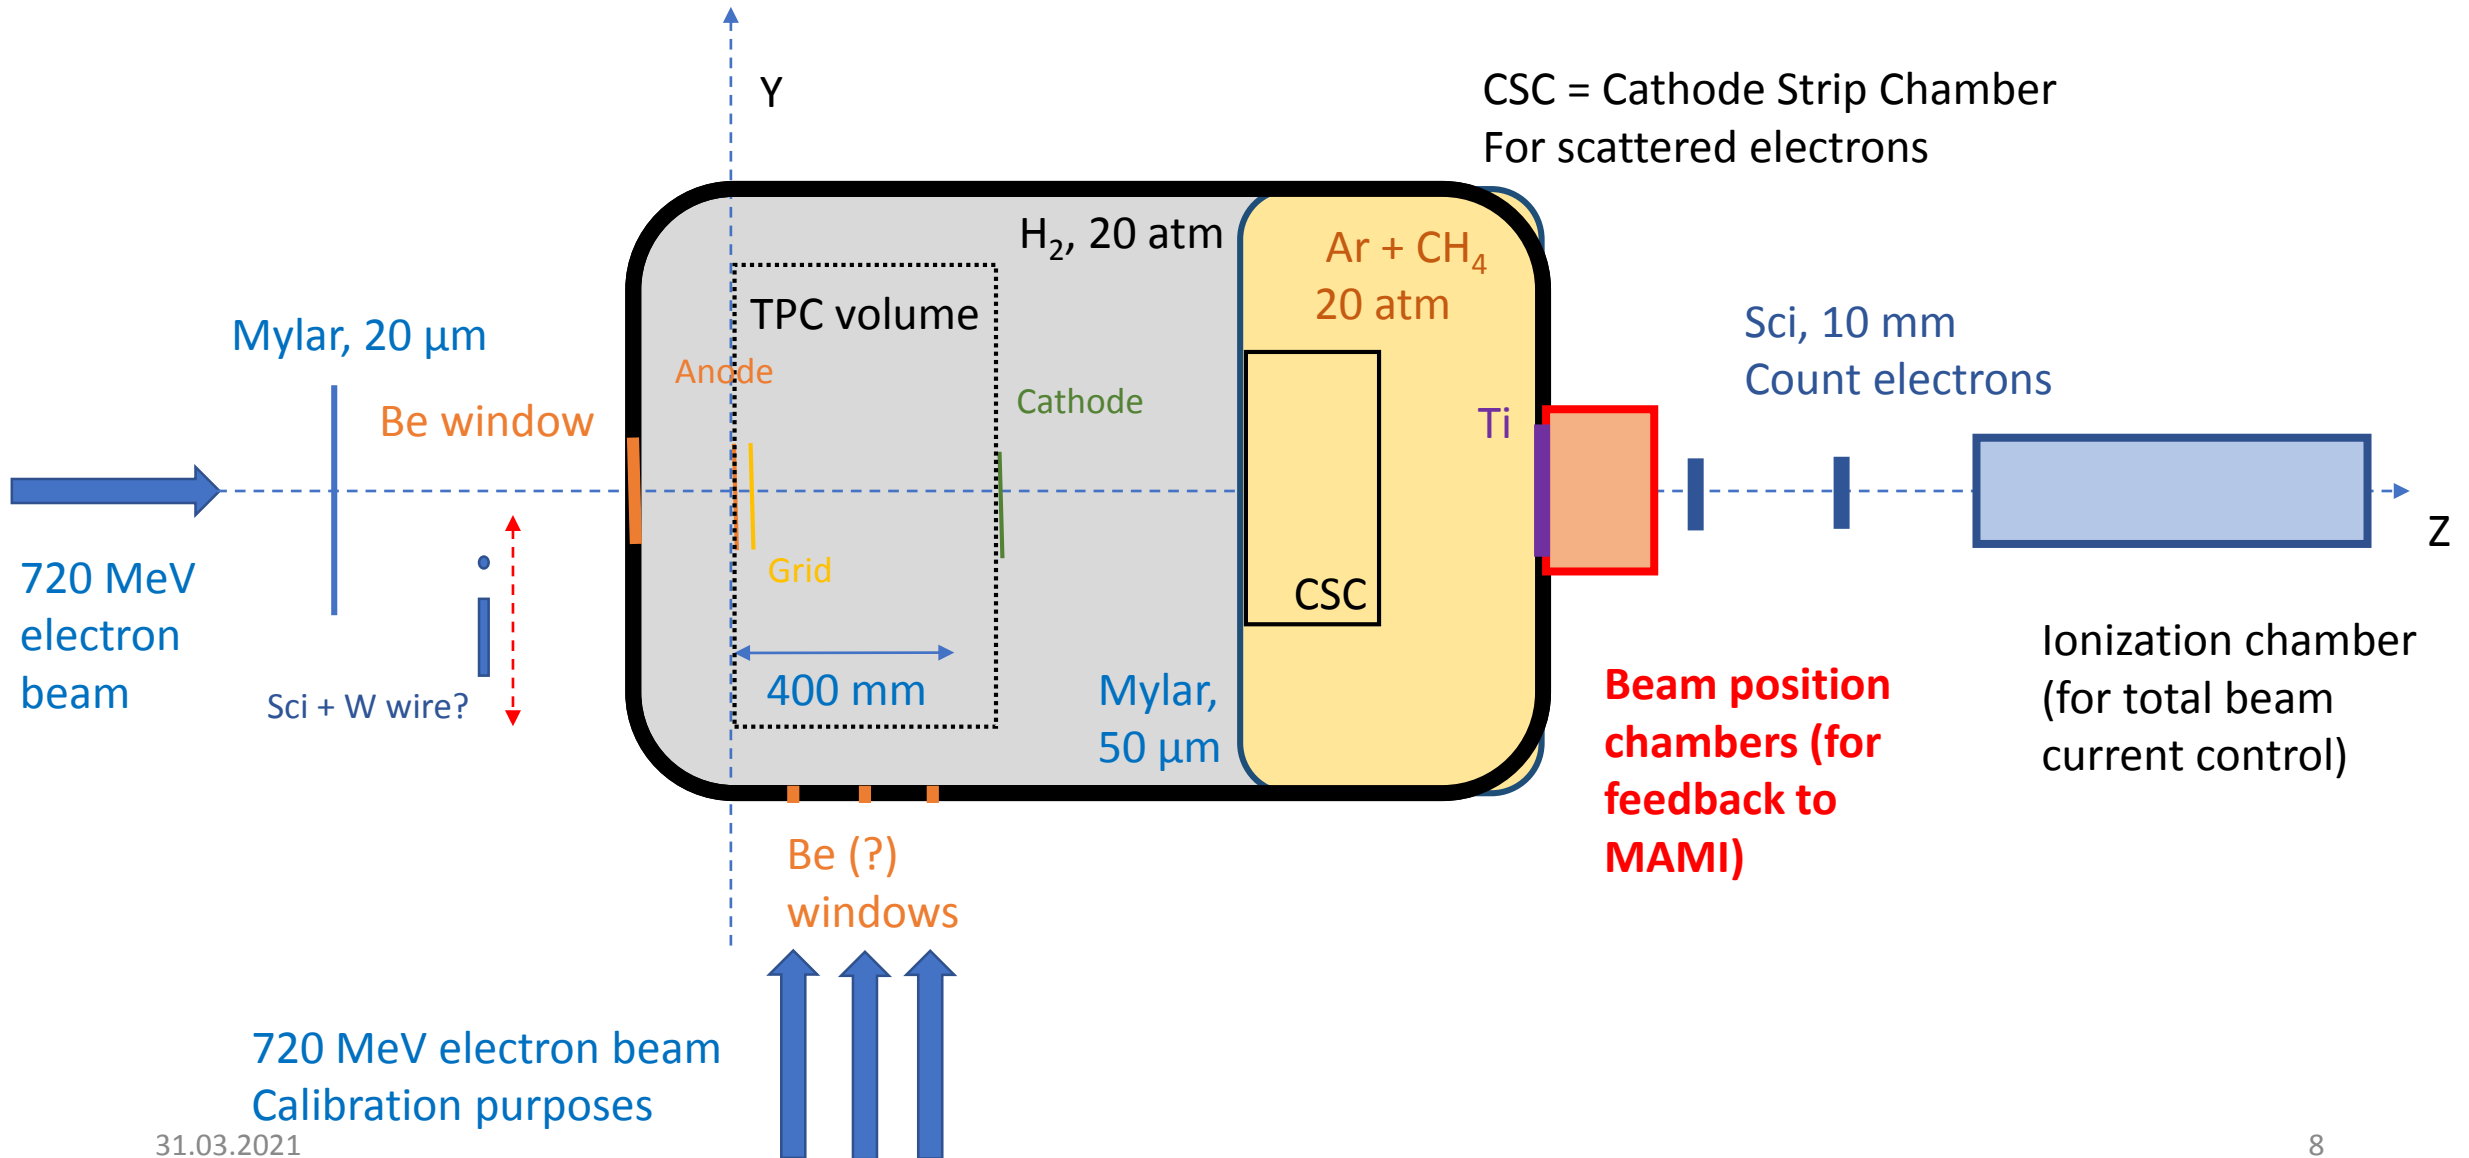 Y
CSC = Cathode Strip Chamber
For scattered electrons
H₂, 20 atm
Ar + CH₄
20 atm
TPC volume
Mylar, 20 µm
Anode
Cathode
Be window
Sci, 10 mm
Count electrons
Ti
Z
Grid
CSC
720 MeV
electron
beam
Sci + W wire?
400 mm
Mylar,
50 µm
Beam position
chambers (for
feedback to
MAMI)
Ionization chamber
(for total beam
current control)
Be (?)
windows
720 MeV electron beam
Calibration purposes
31.03.2021
8